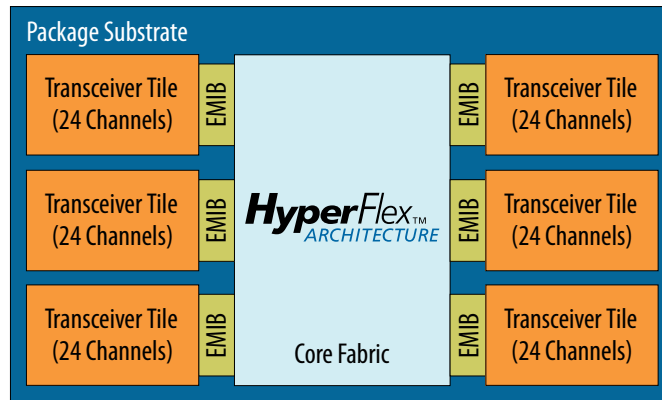 Package Substrate
Transceiver Tile
(24 Channels)
EMIB
EMIB
Transceiver Tile
(24 Channels)
Transceiver Tile
(24 Channels)
EMIB
HyperFlex™
ARCHITECTURE
EMIB
Transceiver Tile
(24 Channels)
Transceiver Tile
(24 Channels)
EMIB
Core Fabric
EMIB
Transceiver Tile
(24 Channels)